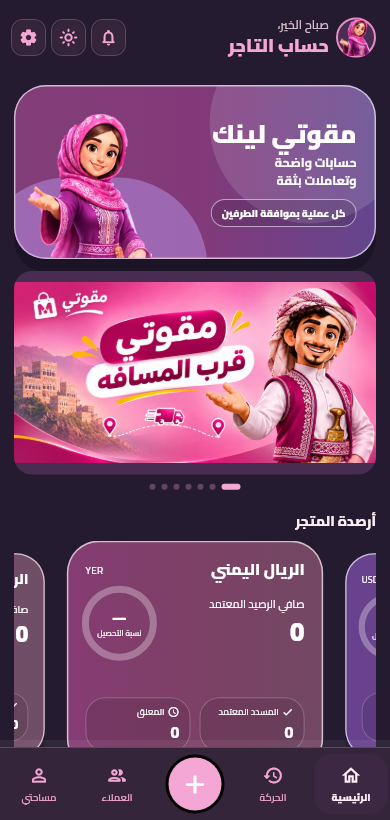 صباح الخير،
حساب التاجر
مقوتي لينك
حسابات واضحة
وتعاملات بثقة
كل عملية بموافقة الطرفين
مقوتي
مقوتي
قرب المسافه
أرصدة المتجر
الريال اليمني
YER
صافي الرصيد المعتمد
0
—
نسبة التحصيل
المسدد المعتمد
0
المعلق
0
USD
0
الرئيسية
الحركة
العملاء
مساحتي